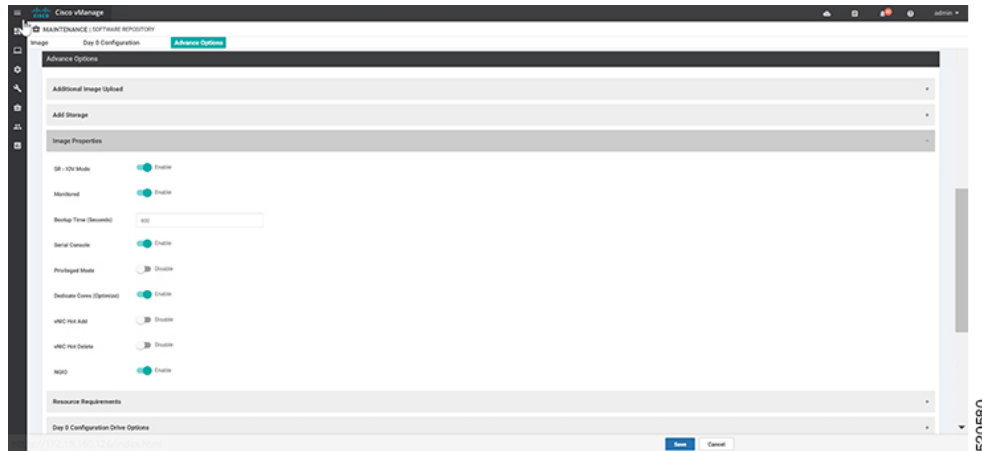 CISCO Cisco vManage admin
MAINTENANCE | SOFTWARE REPOSITORY
Image Day 0 Configuration Advance Options
Advance Options
Additional Image Upload
Add Storage
Image Properties
SR - IOV Mode Enable
Monitored Enable
Bootup Time (Seconds) 600
Serial Console Enable
Privileged Mode Disable
Dedicate Cores (Optimize) Enable
vNIC Hot Add Disable
vNIC Hot Delete Disable
NGIO Enable
Resource Requirements
Day 0 Configuration Drive Options
Save Cancel
530580